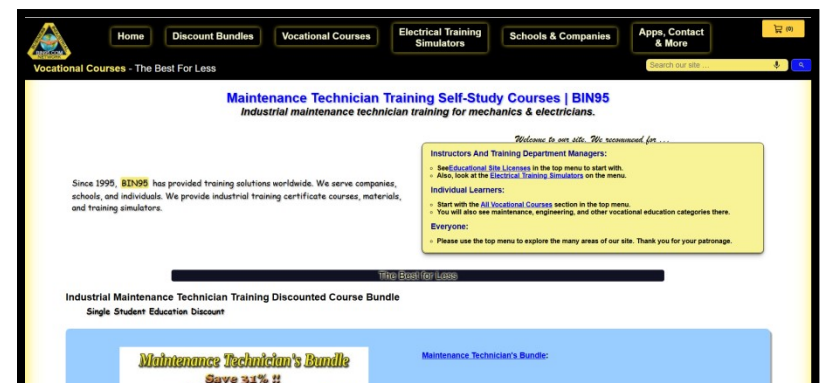 Home
Discount Bundles
Vocational Courses
Electrical Training
Simulators
Schools & Companies
Apps, Contact
& More
(0)
Vocational Courses - The Best For Less
Search our site ...
Maintenance Technician Training Self-Study Courses | BIN95
Industrial maintenance technician training for mechanics & electricians.
Welcome to our site. We recommend for ...
Since 1995, BIN95 has provided training solutions worldwide. We serve companies,
schools, and individuals. We provide industrial training certificate courses, materials,
and training simulators.
Instructors And Training Department Managers:
SeeEducational Site Licenses in the top menu to start with.
Also, look at the Electrical Training Simulators on the menu.
Individual Learners:
Start with the All Vocational Courses section in the top menu.
You will also see maintenance, engineering, and other vocational education categories there.
Everyone:
Please use the top menu to explore the many areas of our site. Thank you for your patronage.
The Best for Less
Industrial Maintenance Technician Training Discounted Course Bundle
Single Student Education Discount
Maintenance Technician's Bundle
Save 31% !!
Maintenance Technician's Bundle: